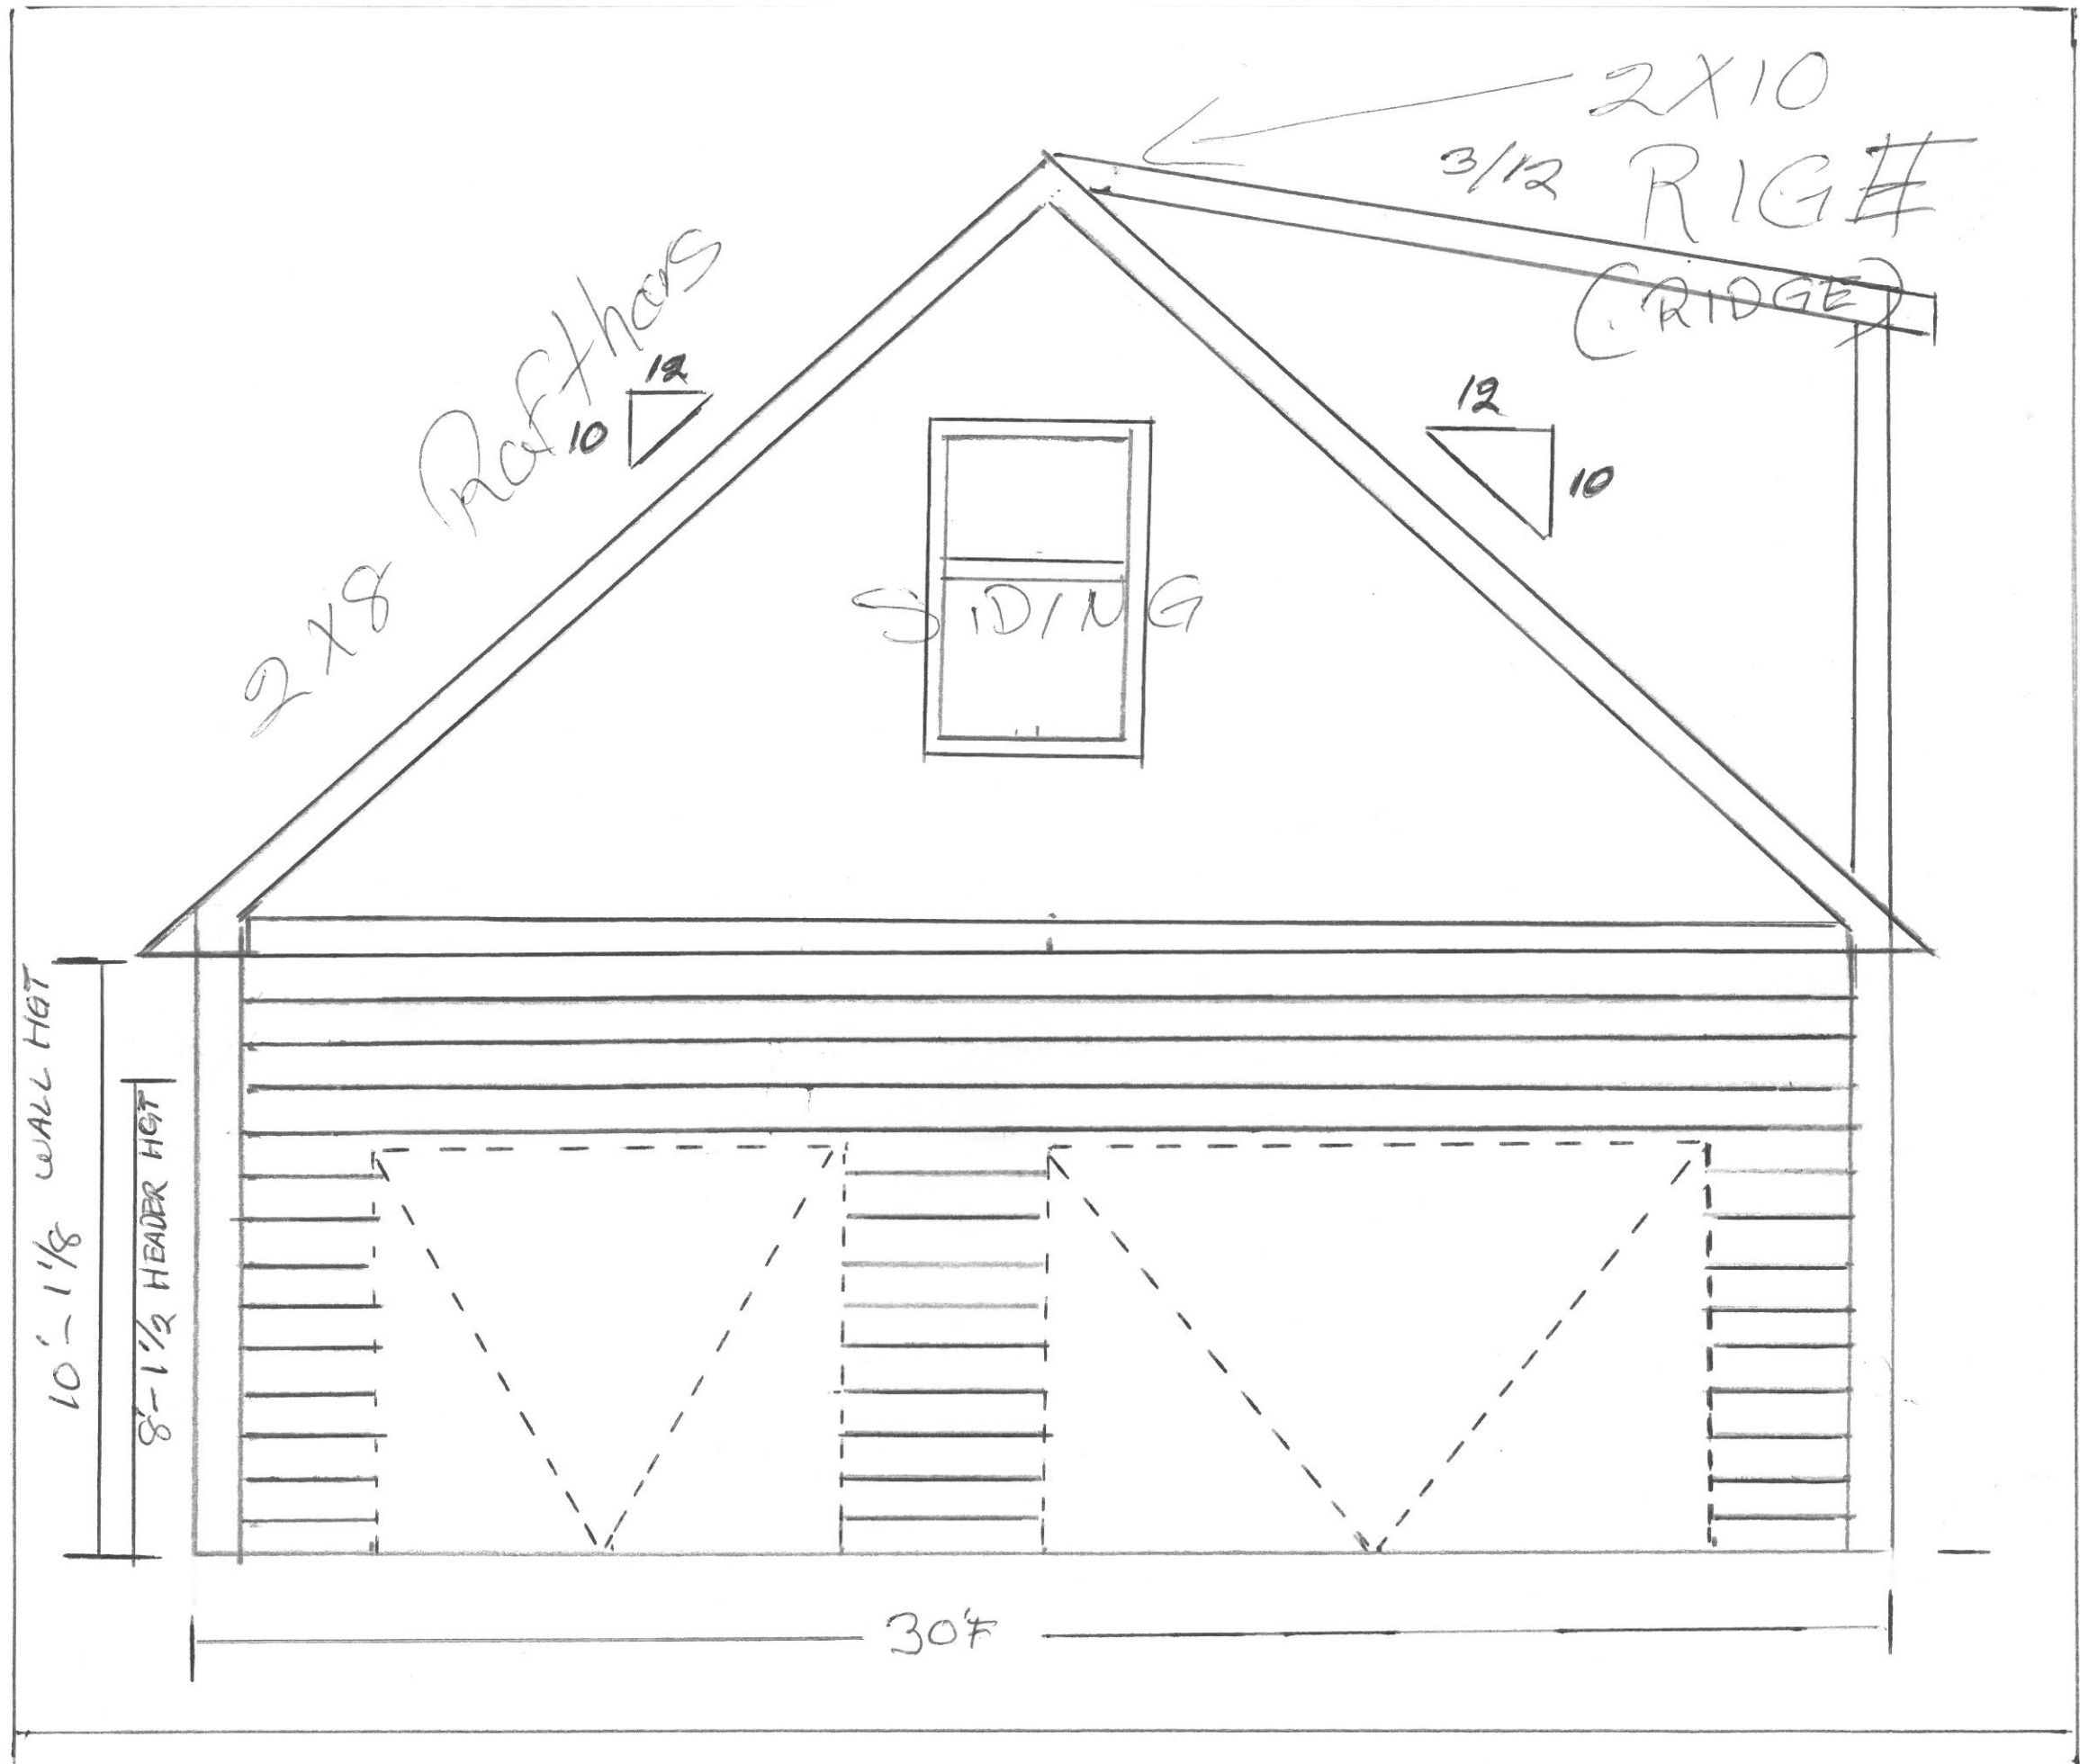 2X10
3/12 RIGE
(RIDGE)
2X8 Rafthors
12
10
12
10
SIDING
10'-1 1/8 WALL HGT
8'-1 1/2 HEADER HGT
30'F